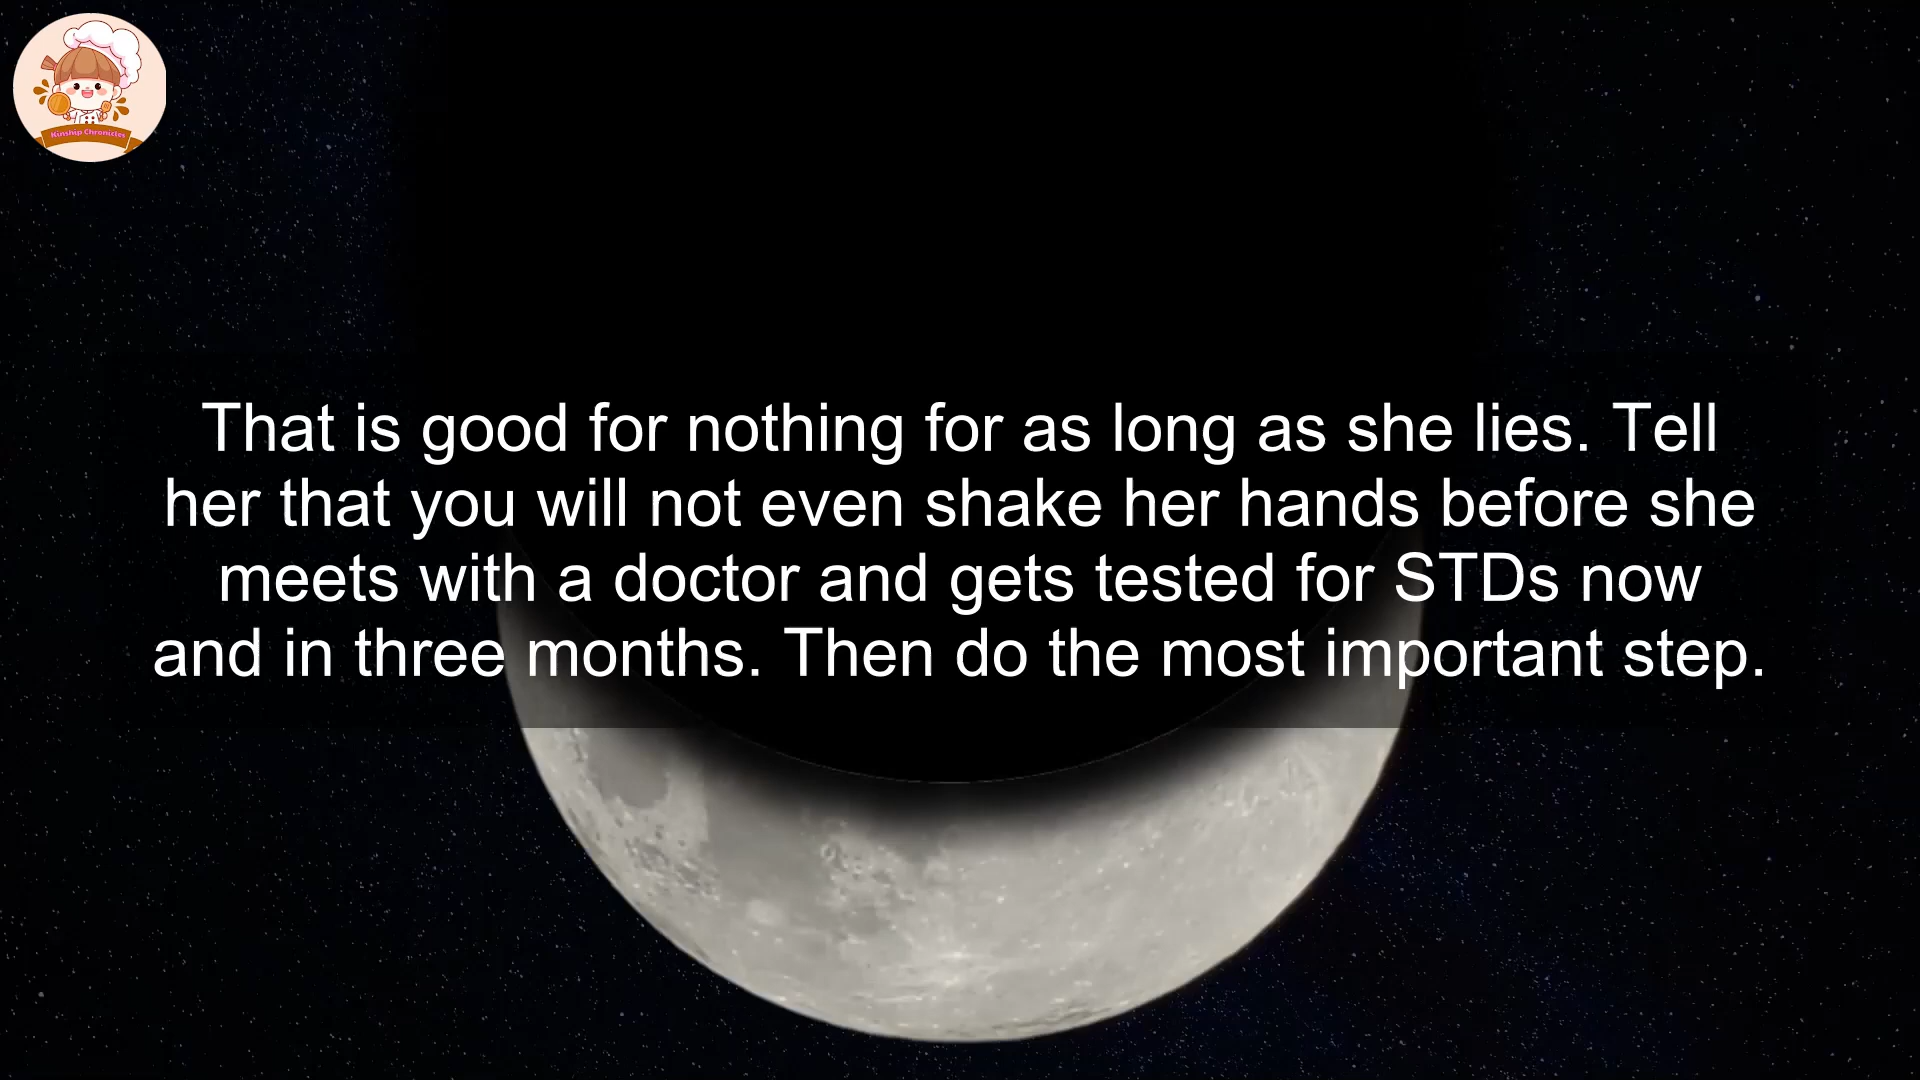 Kinship Chronicles
That is good for nothing for as long as she lies. Tell
her that you will not even shake her hands before she
meets with a doctor and gets tested for STDs now
and in three months. Then do the most important step.